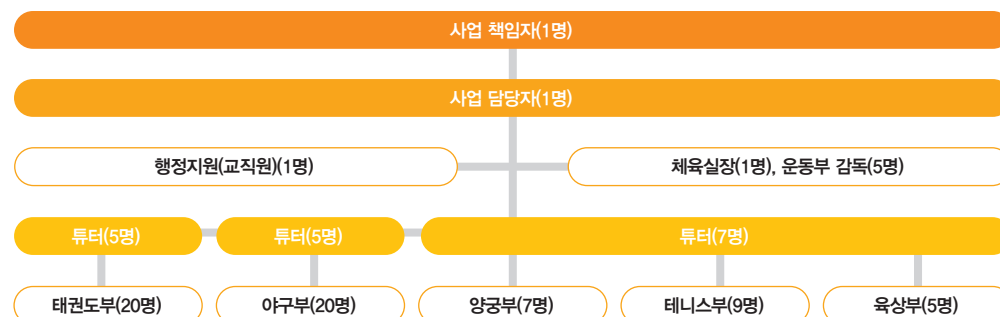 사업 책임자(1명)
사업 담당자(1명)
행정지원(교직원)(1명)
체육실장(1명), 운동부 감독(5명)
튜터(5명)
튜터(5명)
튜터(7명)
태권도부(20명)
야구부(20명)
양궁부(7명)
테니스부(9명)
육상부(5명)